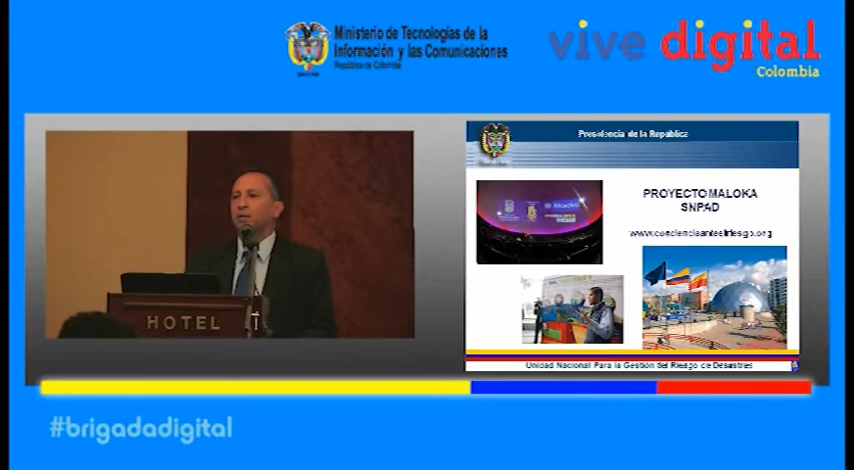 Ministerio de Tecnologías de la
Información y las Comunicaciones
República de Colombia
vive digital
Colombia
Presidencia de la República
PROYECTO MALOKA
SNPAD
www.concienciaanteelriesgo.org
Maloka
HOTEL
Unidad Nacional Para la Gestión del Riesgo de Desastres
#brigadadigital